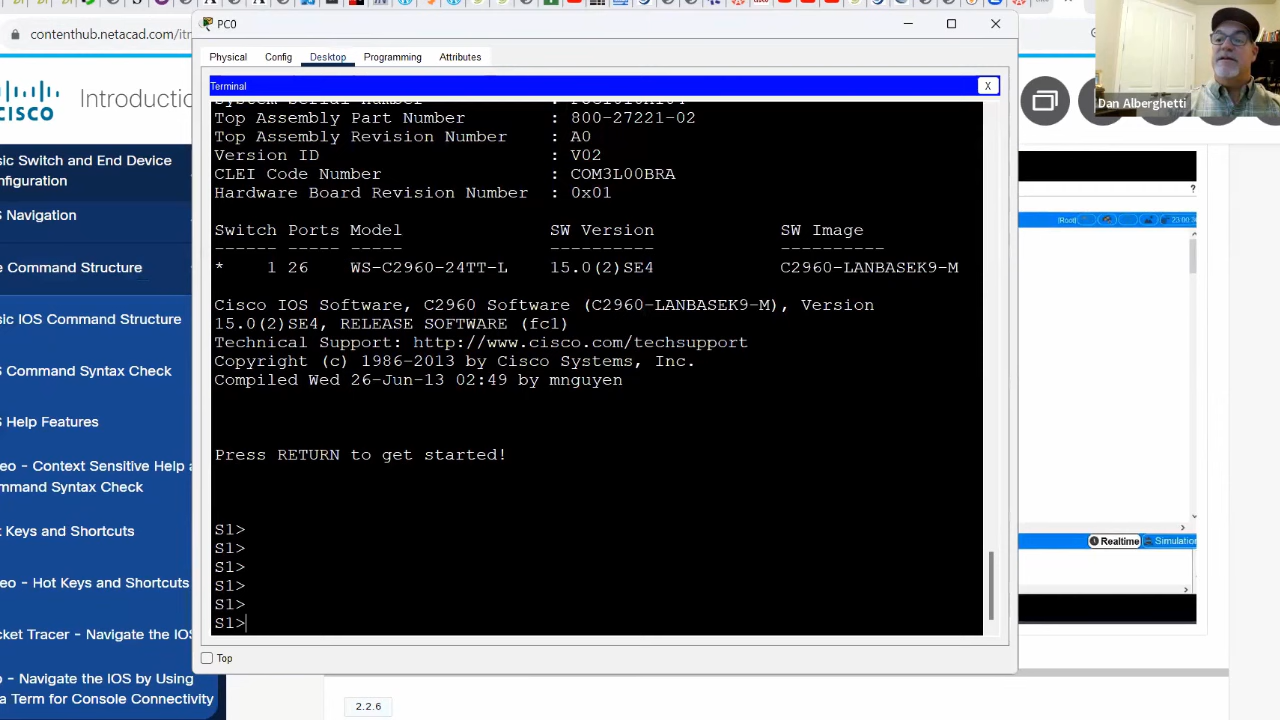 PC0
contenthub.netacad.com/itn
Physical Config Desktop Programming Attributes
Terminal
X
Dan Alberghetti
CISCO
Introductio
sic Switch and End Device
nfiguration
S Navigation
e Command Structure
sic IOS Command Structure
S Command Syntax Check
S Help Features
eo - Context Sensitive Help a
mmand Syntax Check
t Keys and Shortcuts
eo - Hot Keys and Shortcuts
cket Tracer - Navigate the IO
o - Navigate the IOS by Using
a Term for Console Connectivity
Top Assembly Part Number : 800-27221-02
Top Assembly Revision Number : A0
Version ID : V02
CLEI Code Number : COM3L00BRA
Hardware Board Revision Number : 0x01
Switch Ports Model SW Version SW Image
------ ----- ----- ---------- ----------
* 1 26 WS-C2960-24TT-L 15.0(2)SE4 C2960-LANBASEK9-M
Cisco IOS Software, C2960 Software (C2960-LANBASEK9-M), Version
15.0(2)SE4, RELEASE SOFTWARE (fc1)
Technical Support: http://www.cisco.com/techsupport
Copyright (c) 1986-2013 by Cisco Systems, Inc.
Compiled Wed 26-Jun-13 02:49 by mnguyen
Press RETURN to get started!
S1>
S1>
S1>
S1>
S1>
S1>
Top
?
[Root]
Realtime Simulation
2.2.6